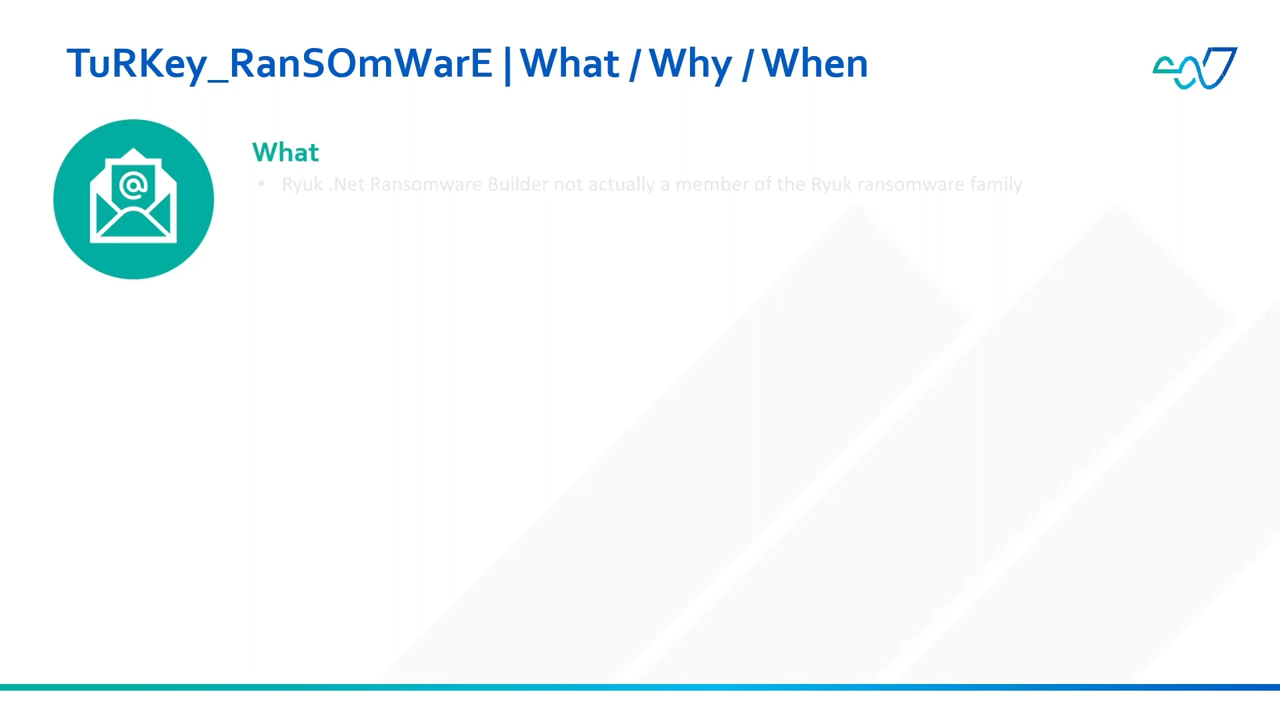 TuRKey_RanSOmWarE | What / Why / When
What
• Ryuk .Net Ransomware Builder not actually a member of the Ryuk ransomware family